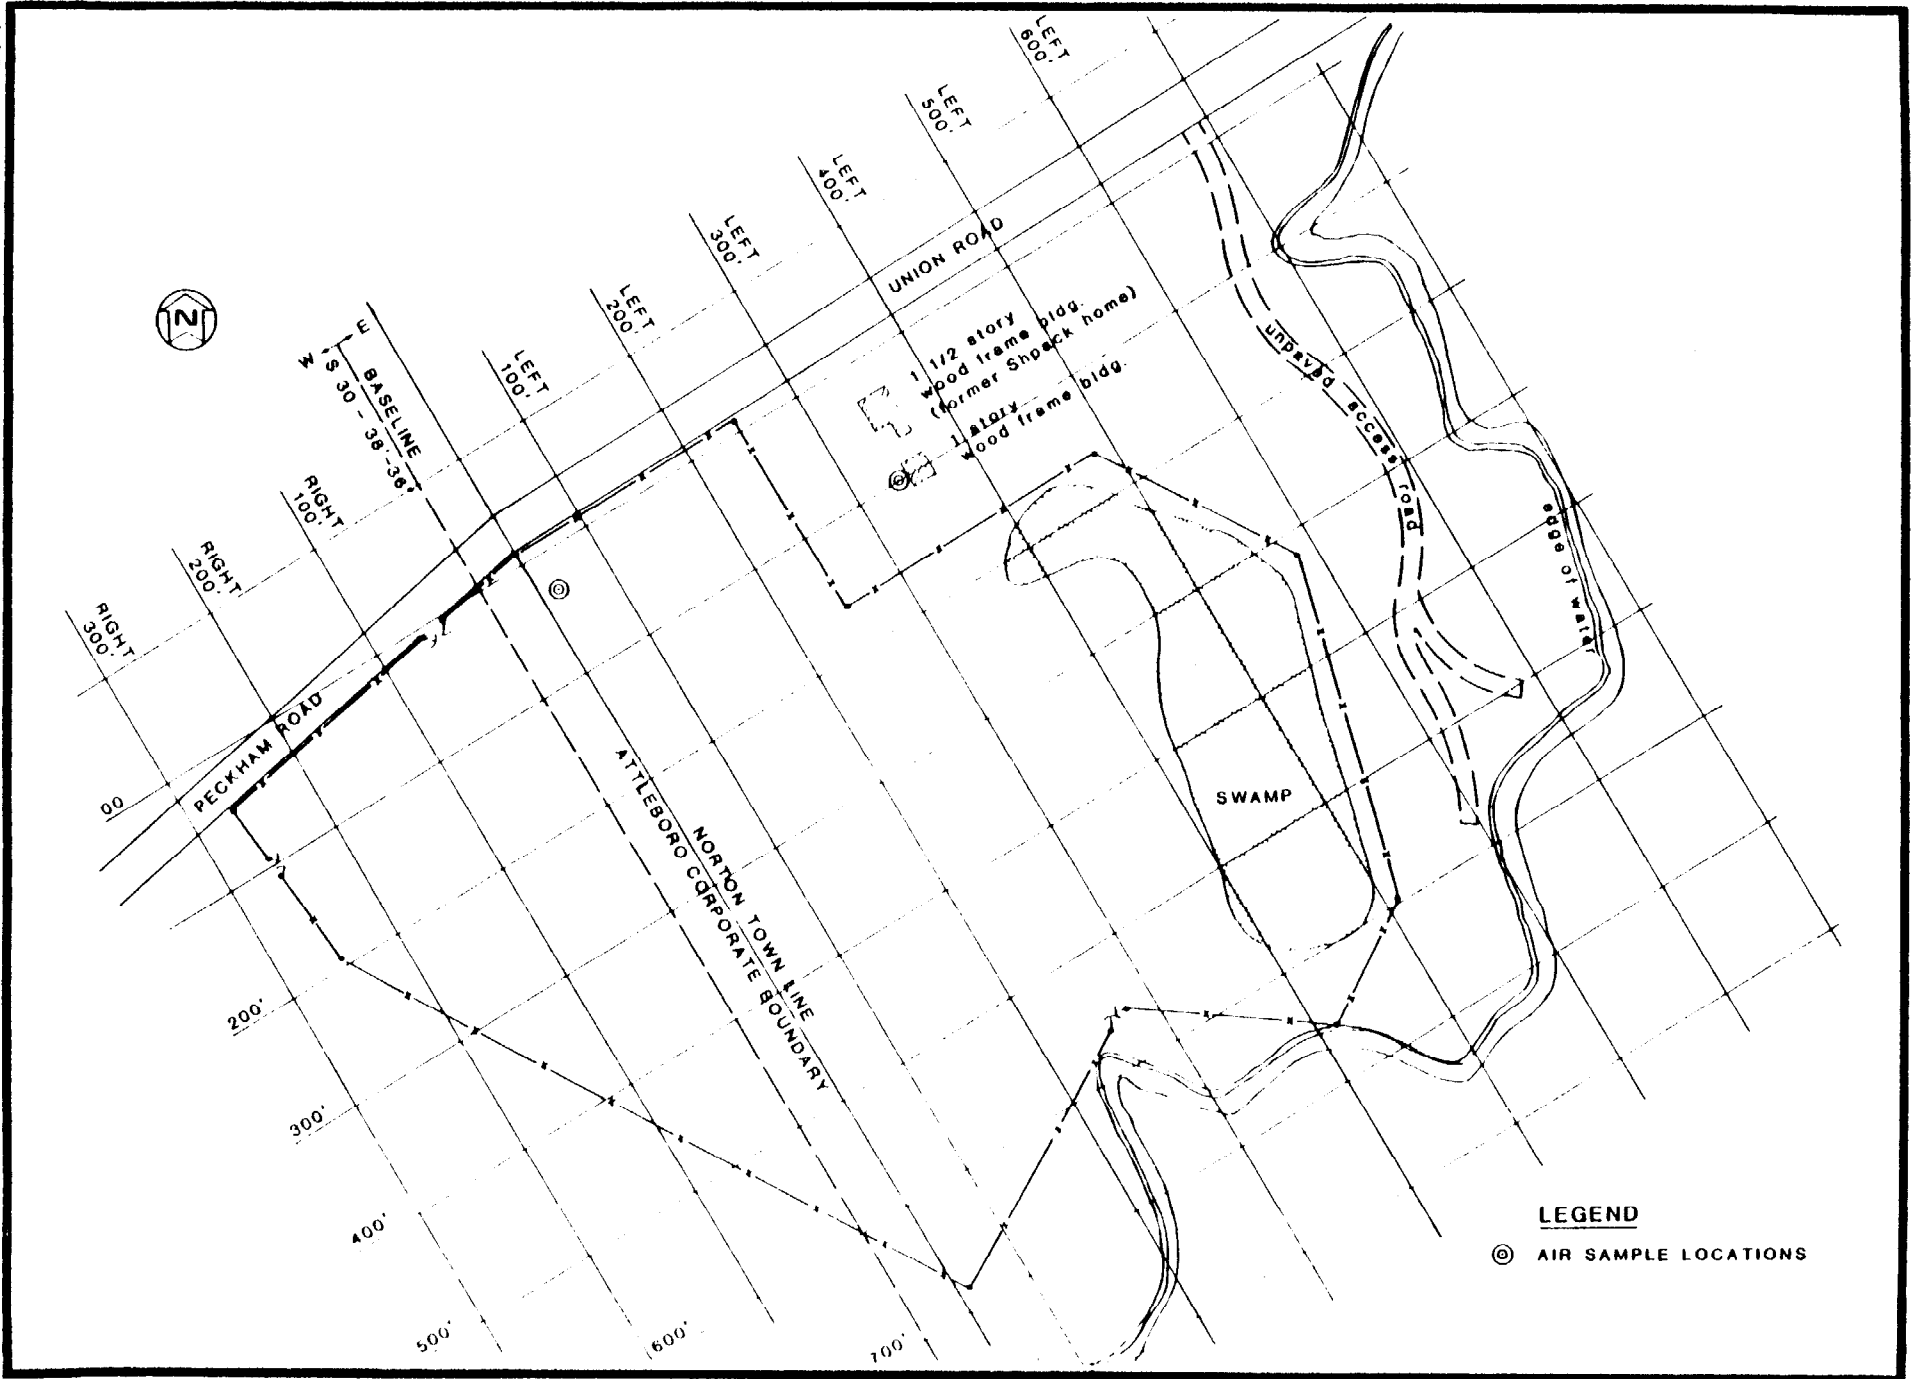 LEFT
600'
LEFT
500'
LEFT
400'
LEFT
300'
LEFT
200'
LEFT
100'
UNION ROAD
N
W
E
S 30 - 38'-36"
BASELINE
RIGHT
100'
RIGHT
200'
RIGHT
300'
1 1/2 story
wood frame bldg.
(former Shpack home)
1 story
wood frame bldg.
unpaved access road
edge of water
PECKHAM ROAD
00
SWAMP
NORTON TOWN LINE
ATTLEBORO CORPORATE BOUNDARY
200'
300'
400'
500'
600'
700'
LEGEND
AIR SAMPLE LOCATIONS